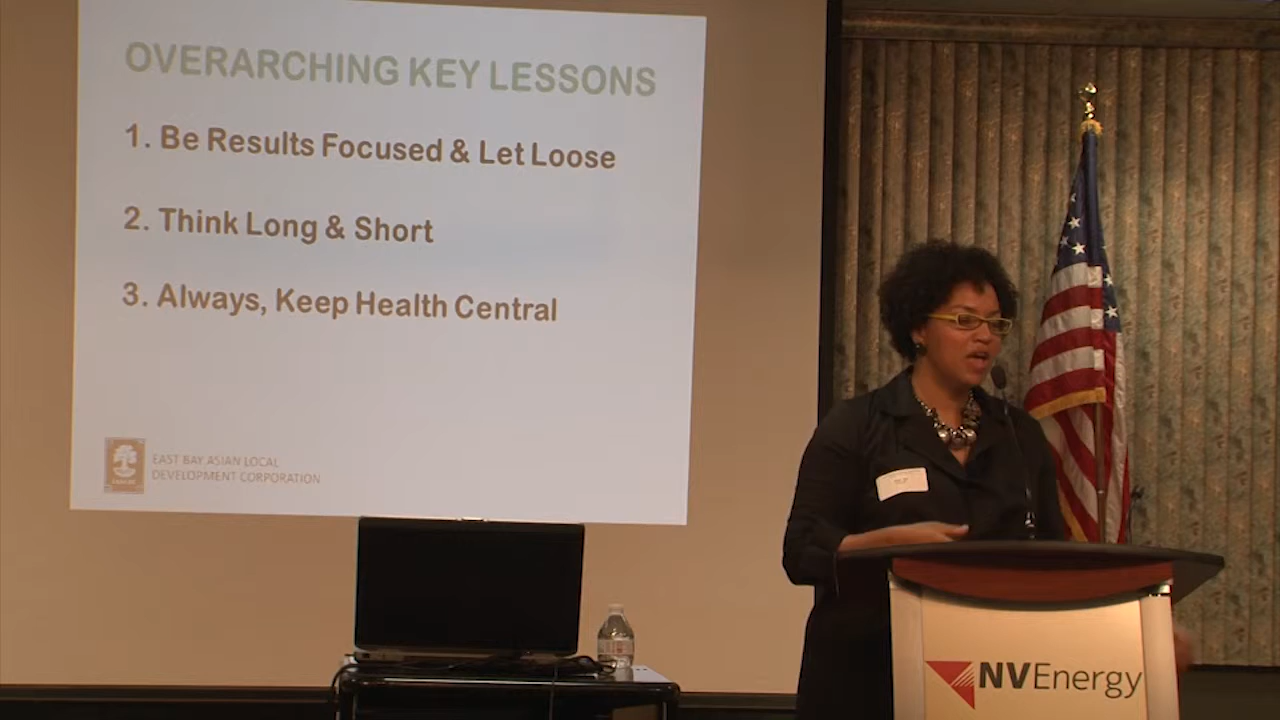 OVERARCHING KEY LESSONS
1. Be Results Focused & Let Loose
2. Think Long & Short
3. Always, Keep Health Central
EAST BAY ASIAN LOCAL
DEVELOPMENT CORPORATION
NVEnergy